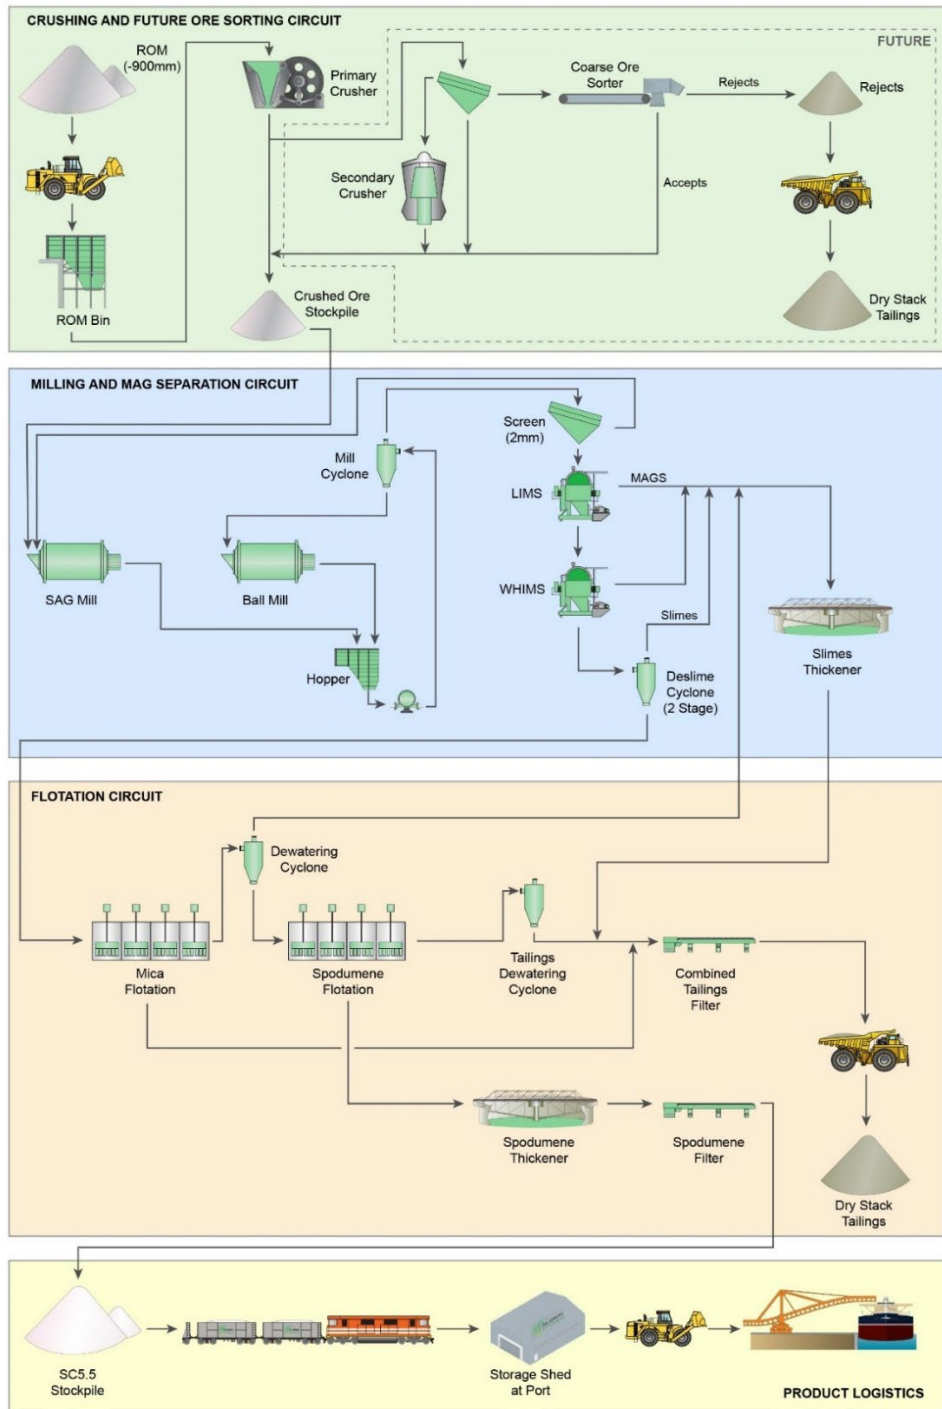 CRUSHING AND FUTURE ORE SORTING CIRCUIT
FUTURE
ROM
(-900mm)
Primary
Crusher
Coarse Ore
Sorter
Rejects
Rejects
Secondary
Crusher
Accepts
ROM Bin
Crushed Ore
Stockpile
Dry Stack
Tailings
MILLING AND MAG SEPARATION CIRCUIT
Screen
(2mm)
Mill
Cyclone
LIMS
MAGS
SAG Mill
Ball Mill
WHIMS
Slimes
Slimes
Thickener
Hopper
Deslime
Cyclone
(2 Stage)
FLOTATION CIRCUIT
Dewatering
Cyclone
Mica
Flotation
Spodumene
Flotation
Tailings
Dewatering
Cyclone
Combined
Tailings
Filter
Spodumene
Thickener
Spodumene
Filter
Dry Stack
Tailings
SC5.5
Stockpile
Storage Shed
at Port
PRODUCT LOGISTICS